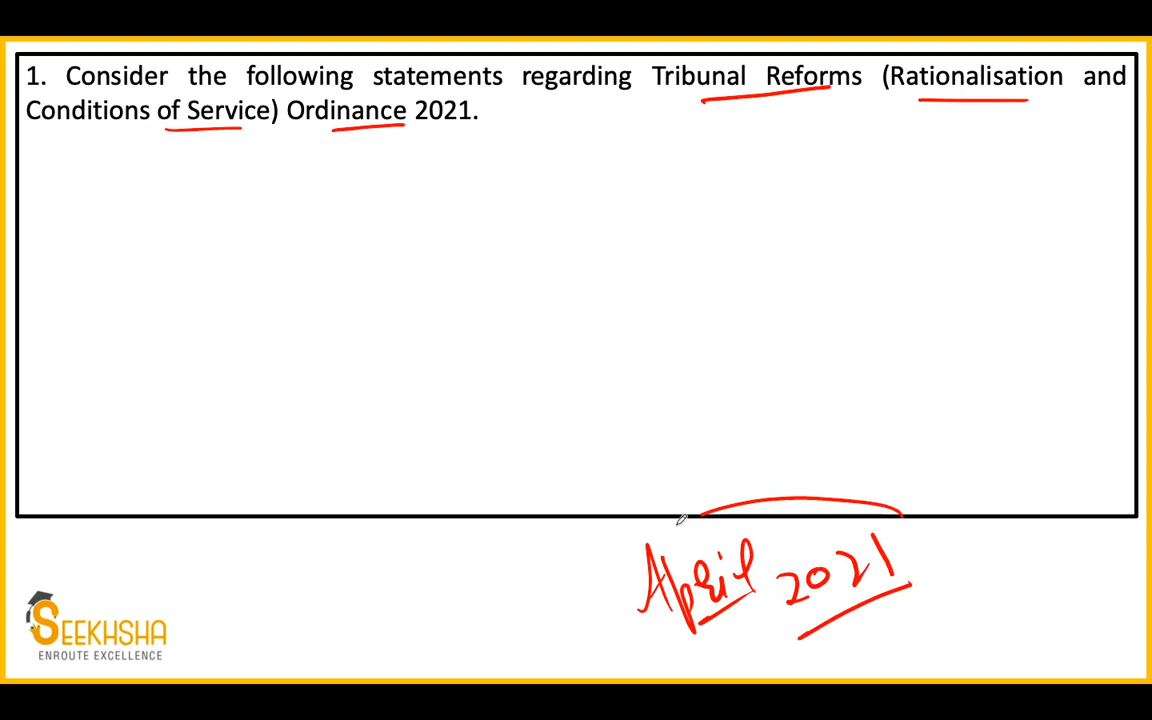 1. Consider the following statements regarding Tribunal Reforms (Rationalisation and
Conditions of Service) Ordinance 2021.
April 2021
SEEKHSHA
ENROUTE EXCELLENCE